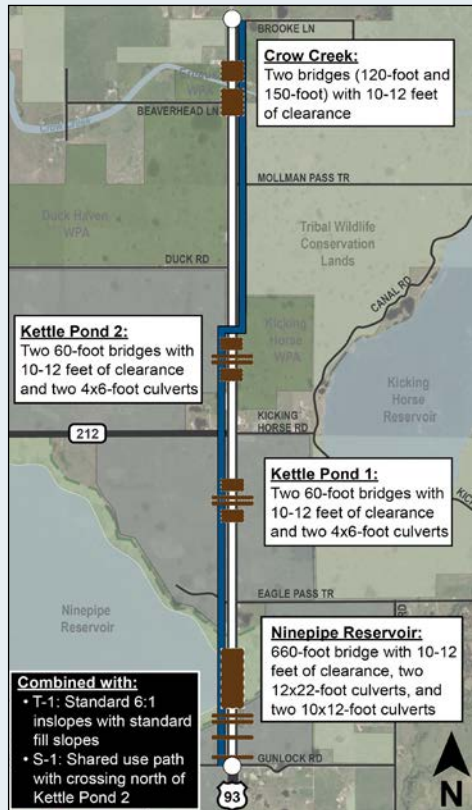 BROOKE LN
Crow Creek:
Two bridges (120-foot and
150-foot) with 10-12 feet
of clearance
WPA
Crow Creek
BEAVERHEAD LN
MOLLMAN PASS TR
Duck Haven
WPA
Tribal Wildlife
Conservation
Lands
DUCK RD
CANAL RD
Kettle Pond 2:
Two 60-foot bridges with
10-12 feet of clearance
and two 4x6-foot culverts
Kicking
Horse
WPA
Kicking
Horse
Reservoir
212
KICKING
HORSE RD
Kettle Pond 1:
Two 60-foot bridges with
10-12 feet of clearance
and two 4x6-foot culverts
EAGLE PASS TR
Ninepipe
Reservoir
RD
Ninepipe Reservoir:
660-foot bridge with 10-12
feet of clearance, two
12x22-foot culverts, and
two 10x12-foot culverts
Combined with:
• T-1: Standard 6:1
inslopes with standard
fill slopes
• S-1: Shared use path
with crossing north of
Kettle Pond 2
GUNLOCK RD
93
N